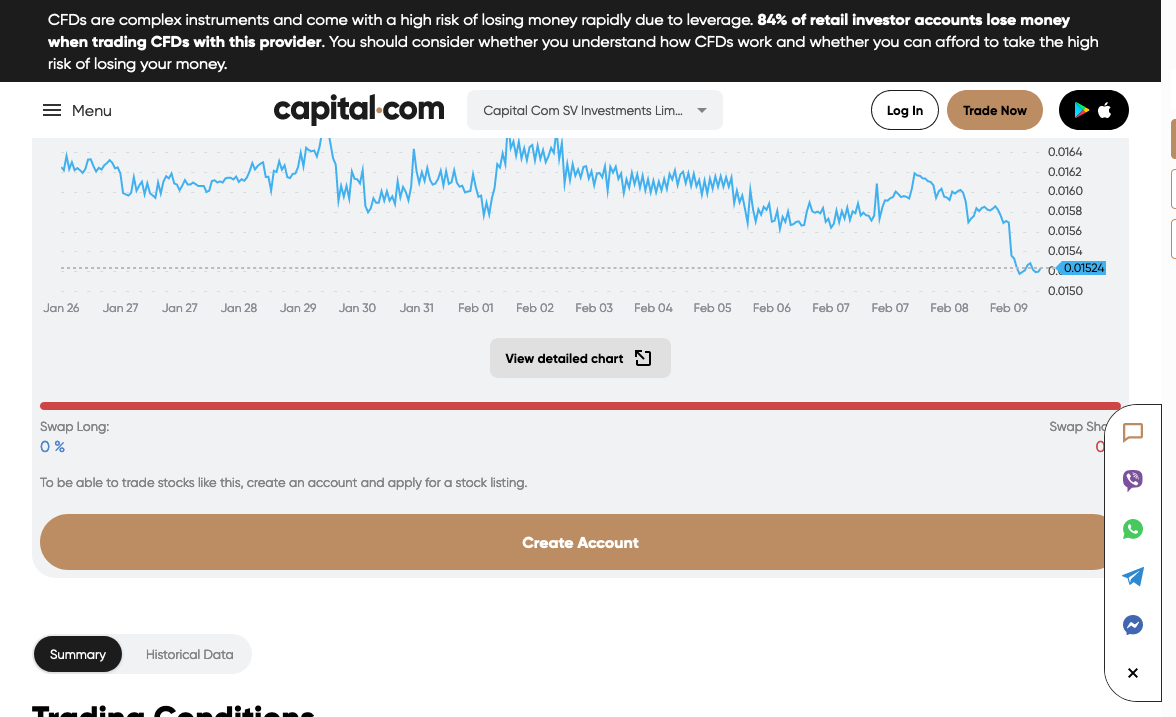 CFDs are complex instruments and come with a high risk of losing money rapidly due to leverage. 84% of retail investor accounts lose money
when trading CFDs with this provider. You should consider whether you understand how CFDs work and whether you can afford to take the high
risk of losing your money.
Menu
capital.com
Capital Com SV Investments Lim...
Log In
Trade Now
0.0164
0.0162
0.0160
0.0158
0.0156
0.0154
0.01524
0.0150
Jan 26 Jan 27 Jan 27 Jan 28 Jan 29 Jan 30 Jan 31 Feb 01 Feb 02 Feb 03 Feb 04 Feb 05 Feb 06 Feb 07 Feb 07 Feb 08 Feb 09
View detailed chart
Swap Long:
0 %
Swap
0
To be able to trade stocks like this, create an account and apply for a stock listing.
Create Account
Summary
Historical Data
Trading Conditions